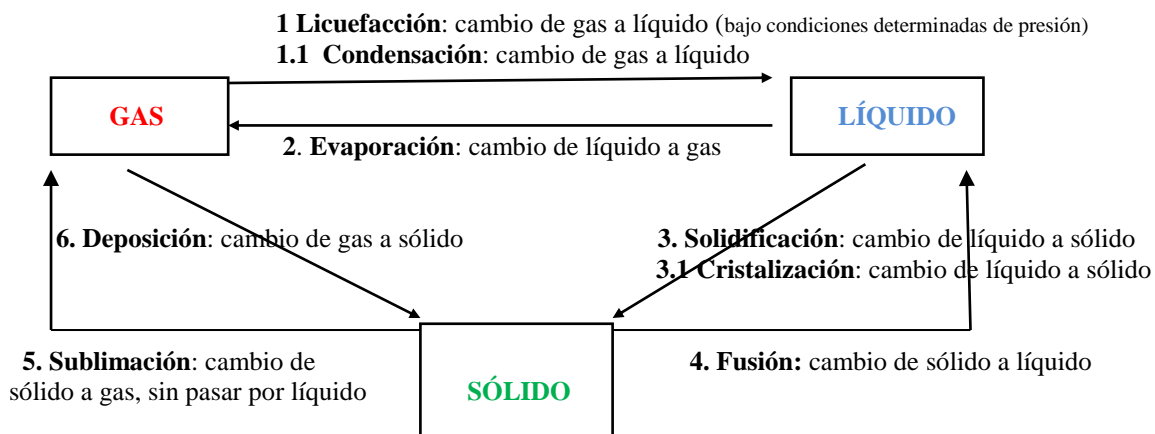 1 Licuefacción: cambio de gas a líquido (bajo condiciones determinadas de presión)
1.1 Condensación: cambio de gas a líquido
GAS
LÍQUIDO
2. Evaporación: cambio de líquido a gas
6. Deposición: cambio de gas a sólido
3. Solidificación: cambio de líquido a sólido
3.1 Cristalización: cambio de líquido a sólido
5. Sublimación: cambio de
sólido a gas, sin pasar por líquido
SÓLIDO
4. Fusión: cambio de sólido a líquido